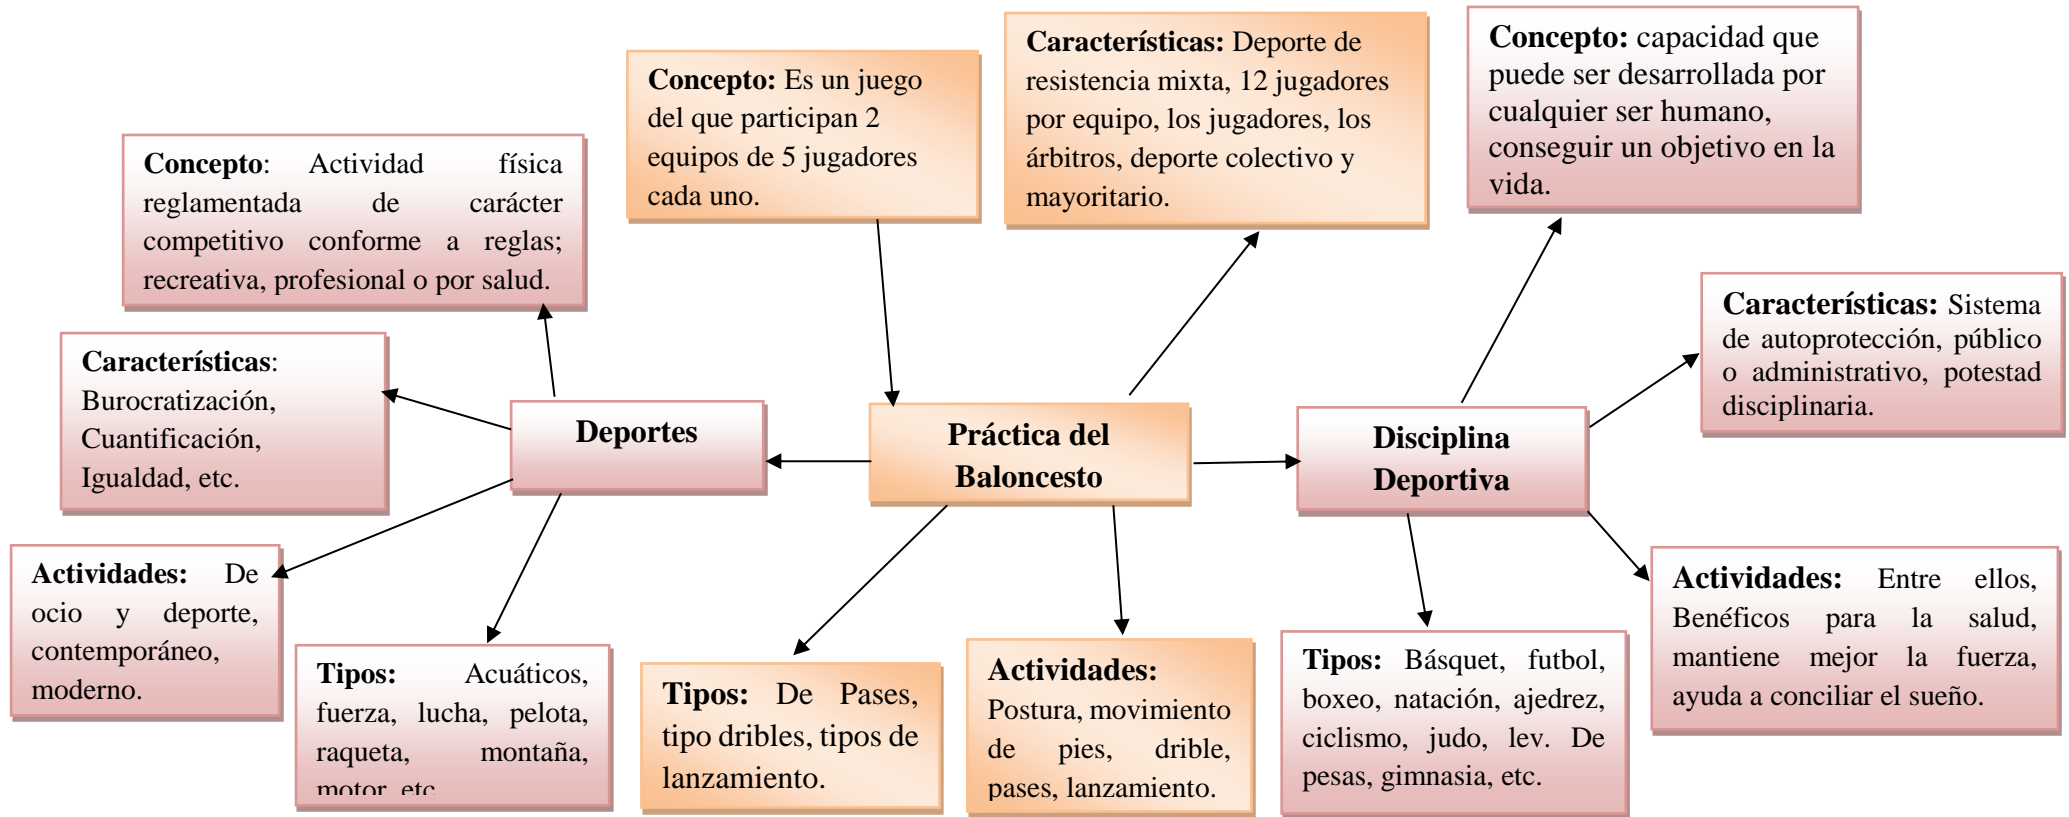 Concepto: Actividad física
reglamentada de carácter
competitivo conforme a reglas;
recreativa, profesional o por salud.
Concepto: Es un juego
del que participan 2
equipos de 5 jugadores
cada uno.
Características: Deporte de
resistencia mixta, 12 jugadores
por equipo, los jugadores, los
árbitros, deporte colectivo y
mayoritario.
Concepto: capacidad que
puede ser desarrollada por
cualquier ser humano,
conseguir un objetivo en la
vida.
Características:
Burocratización,
Cuantificación,
Igualdad, etc.
Deportes
Práctica del
Baloncesto
Disciplina
Deportiva
Características: Sistema
de autoprotección, público
o administrativo, potestad
disciplinaria.
Actividades: De
ocio y deporte,
contemporáneo,
moderno.
Tipos: Acuáticos,
fuerza, lucha, pelota,
raqueta, montaña,
motor, etc
Tipos: De Pases,
tipo dribles, tipos de
lanzamiento.
Actividades:
Postura, movimiento
de pies, drible,
pases, lanzamiento.
Tipos: Básquet, futbol,
boxeo, natación, ajedrez,
ciclismo, judo, lev. De
pesas, gimnasia, etc.
Actividades: Entre ellos,
Benéficos para la salud,
mantiene mejor la fuerza,
ayuda a conciliar el sueño.